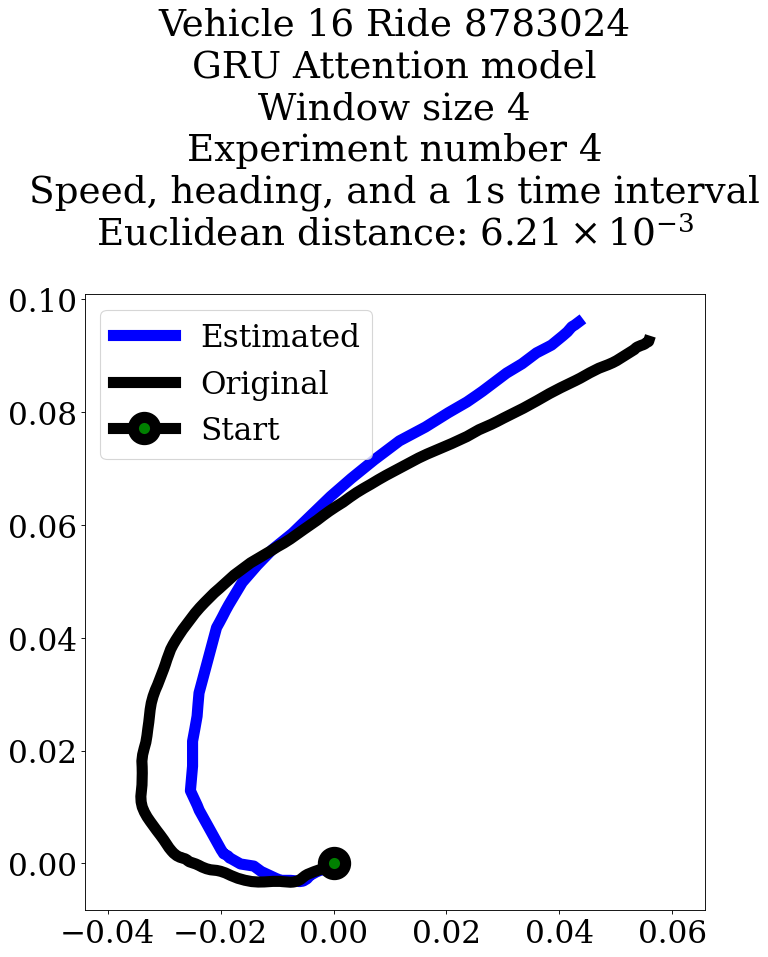 Vehicle 16 Ride 8783024
GRU Attention model
Window size 4
Experiment number 4
Speed, heading, and a 1s time interval
Euclidean distance: 6.21 × 10⁻³
0.10
0.08
0.06
0.04
0.02
0.00
Estimated
Original
Start
−0.04 −0.02 0.00 0.02 0.04 0.06